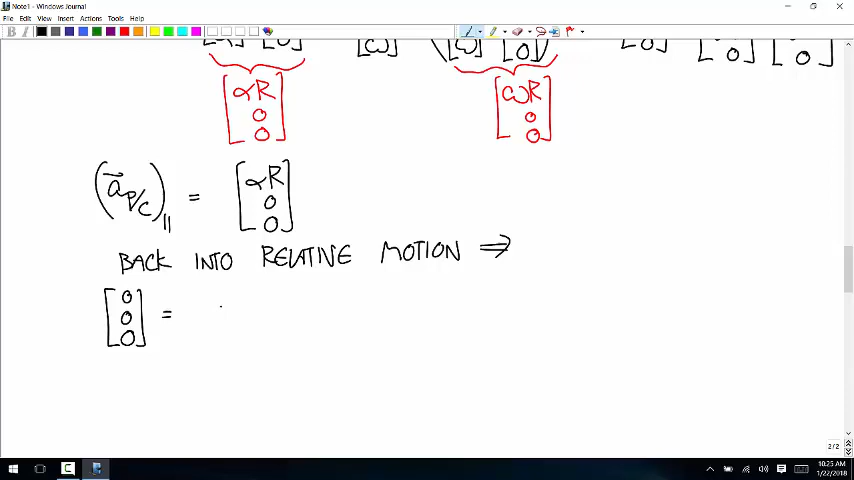 Note1 - Windows Journal
File Edit View Insert Actions Tools Help
B I
[ω]
[αR 0 0] [ωR 0 0]
(a⃗P/C)|| = [αR 0 0]
BACK INTO RELATIVE MOTION ⇒
[0 0 0] =
2/2
10:25 AM
1/22/2018